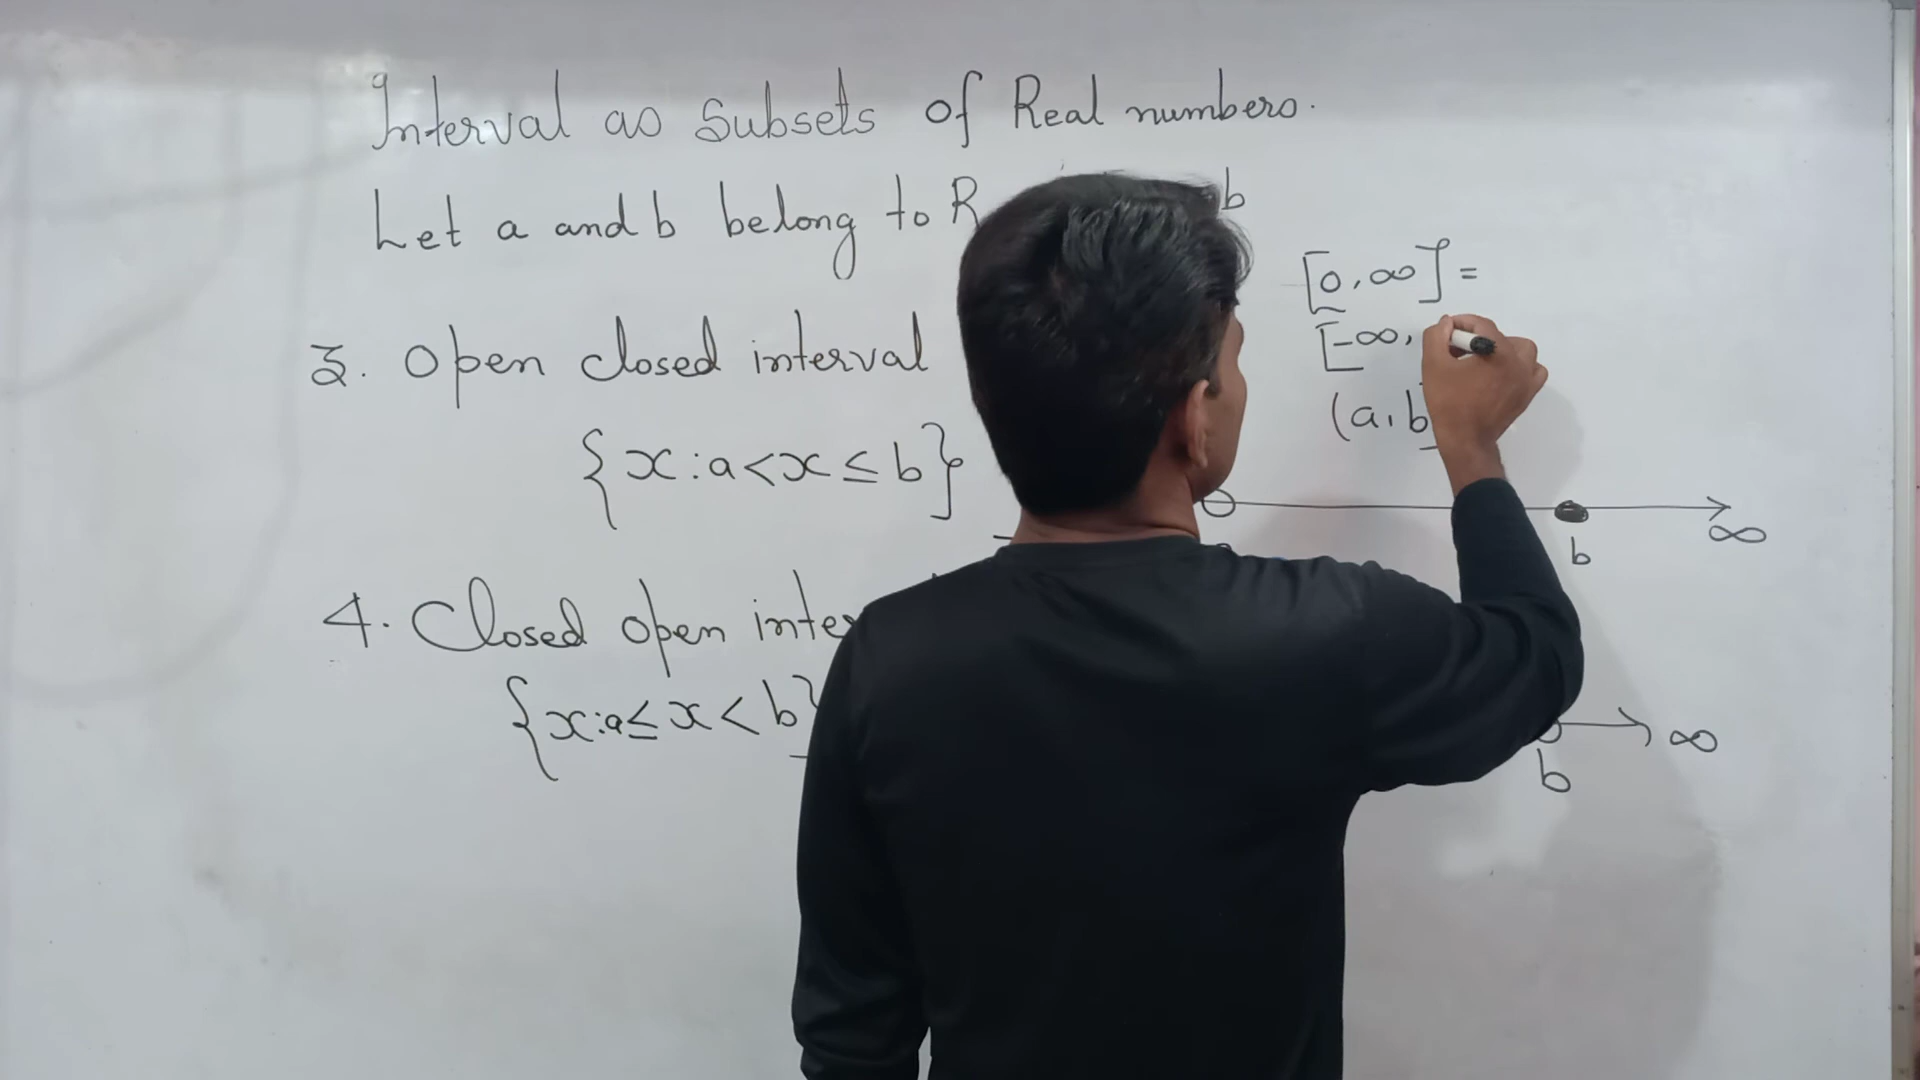 Interval as Subsets of Real numbers.
Let a and b belong to R b
[0, ∞] =
[-∞,
3. Open closed interval
(a, b
{x : a < x ≤ b}
∞
b
4. Closed open inte
{x : a ≤ x < b}
∞
b